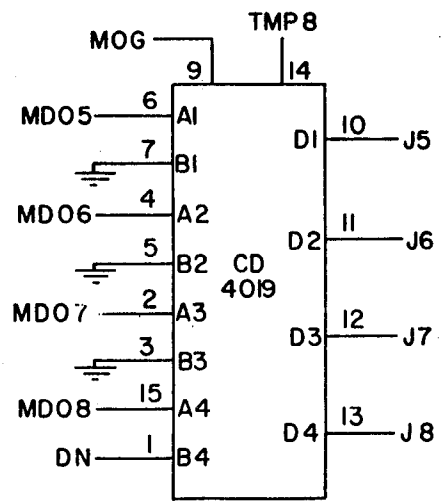 MOG
TMP8
9
14
MD05 6 A1
D1 10 J5
7 B1
MD06 4 A2
D2 11 J6
5 B2
CD
4019
MD07 2 A3
D3 12 J7
3 B3
MD08 15 A4
D4 13 J8
DN 1 B4